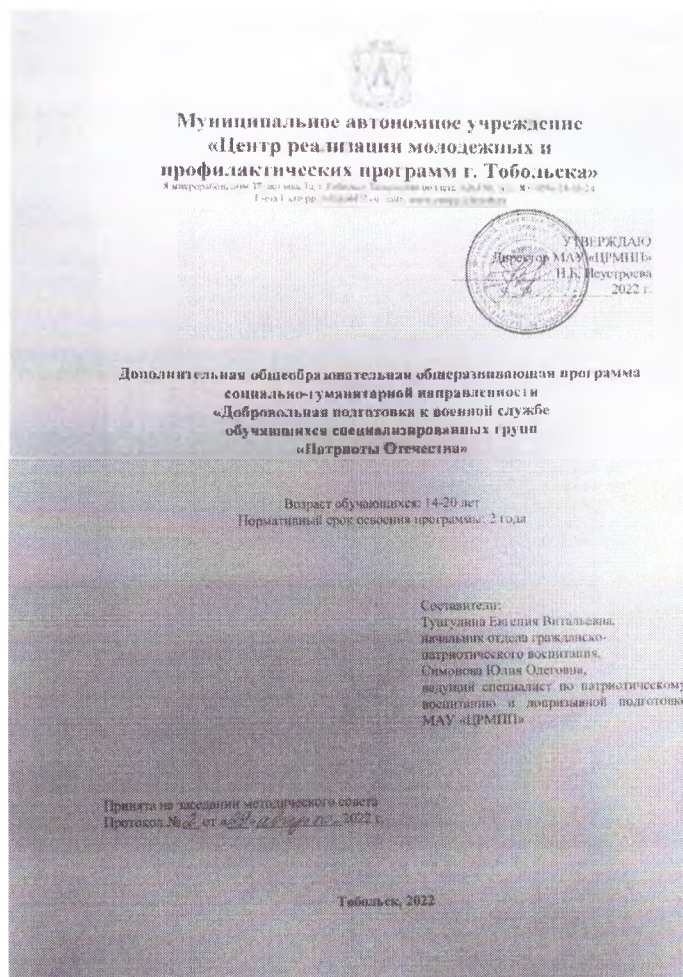 Муниципальное автономное учреждение
«Центр реализации молодежных и
профилактических программ г. Тобольска»
УТВЕРЖДАЮ
Директор МАУ «ЦРМПП»
Н.К. Неустроева
2022 г.
Дополнительная общеобразовательная общеразвивающая программа
социально-гуманитарной направленности
«Добровольная подготовки к военной службе
обучающихся специализированных групп
«Патриоты Отечества»
Возраст обучающихся: 14-20 лет
Нормативный срок освоения программы: 2 года
Составители:
Тушгулина Евгения Витальевна,
начальник отдела гражданско-
патриотического воспитания,
Симонова Юлия Олеговна,
ведущий специалист по патриотическому
воспитанию и допризывной подготовке
МАУ «ЦРМПП»
Принята на заседании методического совета
Протокол № 2 от 2022 г.
Тобольск, 2022